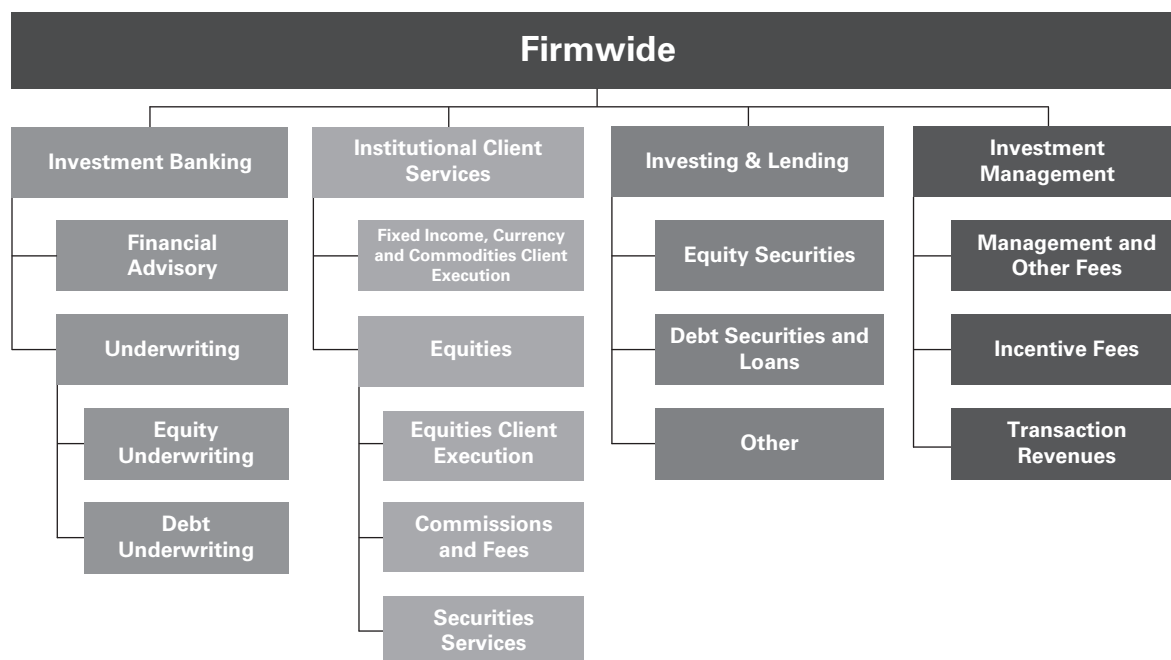 Firmwide
Investment Banking
Financial
Advisory
Underwriting
Equity
Underwriting
Debt
Underwriting
Institutional Client
Services
Fixed Income, Currency
and Commodities Client
Execution
Equities
Equities Client
Execution
Commissions
and Fees
Securities
Services
Investing & Lending
Equity Securities
Debt Securities and
Loans
Other
Investment
Management
Management and
Other Fees
Incentive Fees
Transaction
Revenues